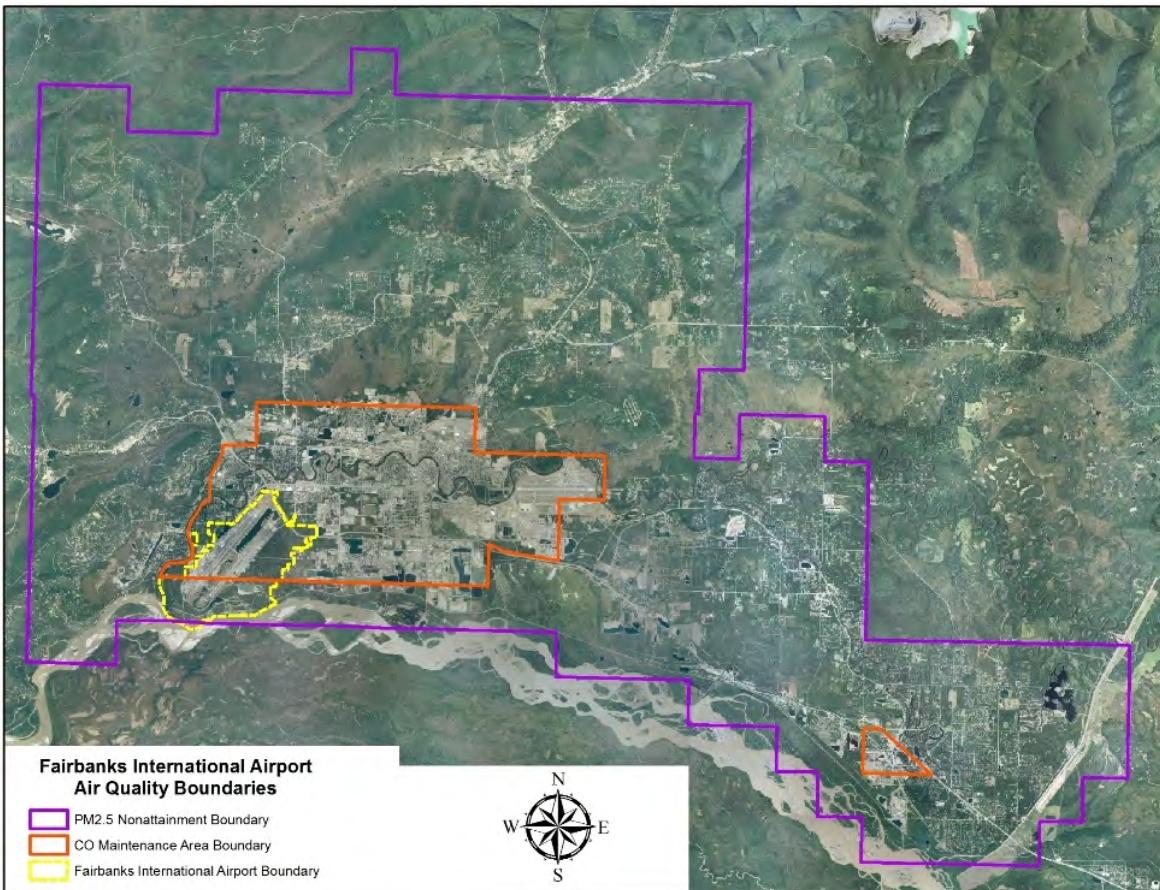 Fairbanks International Airport
Air Quality Boundaries
PM2.5 Nonattainment Boundary
CO Maintenance Area Boundary
Fairbanks International Airport Boundary
N
W E
S